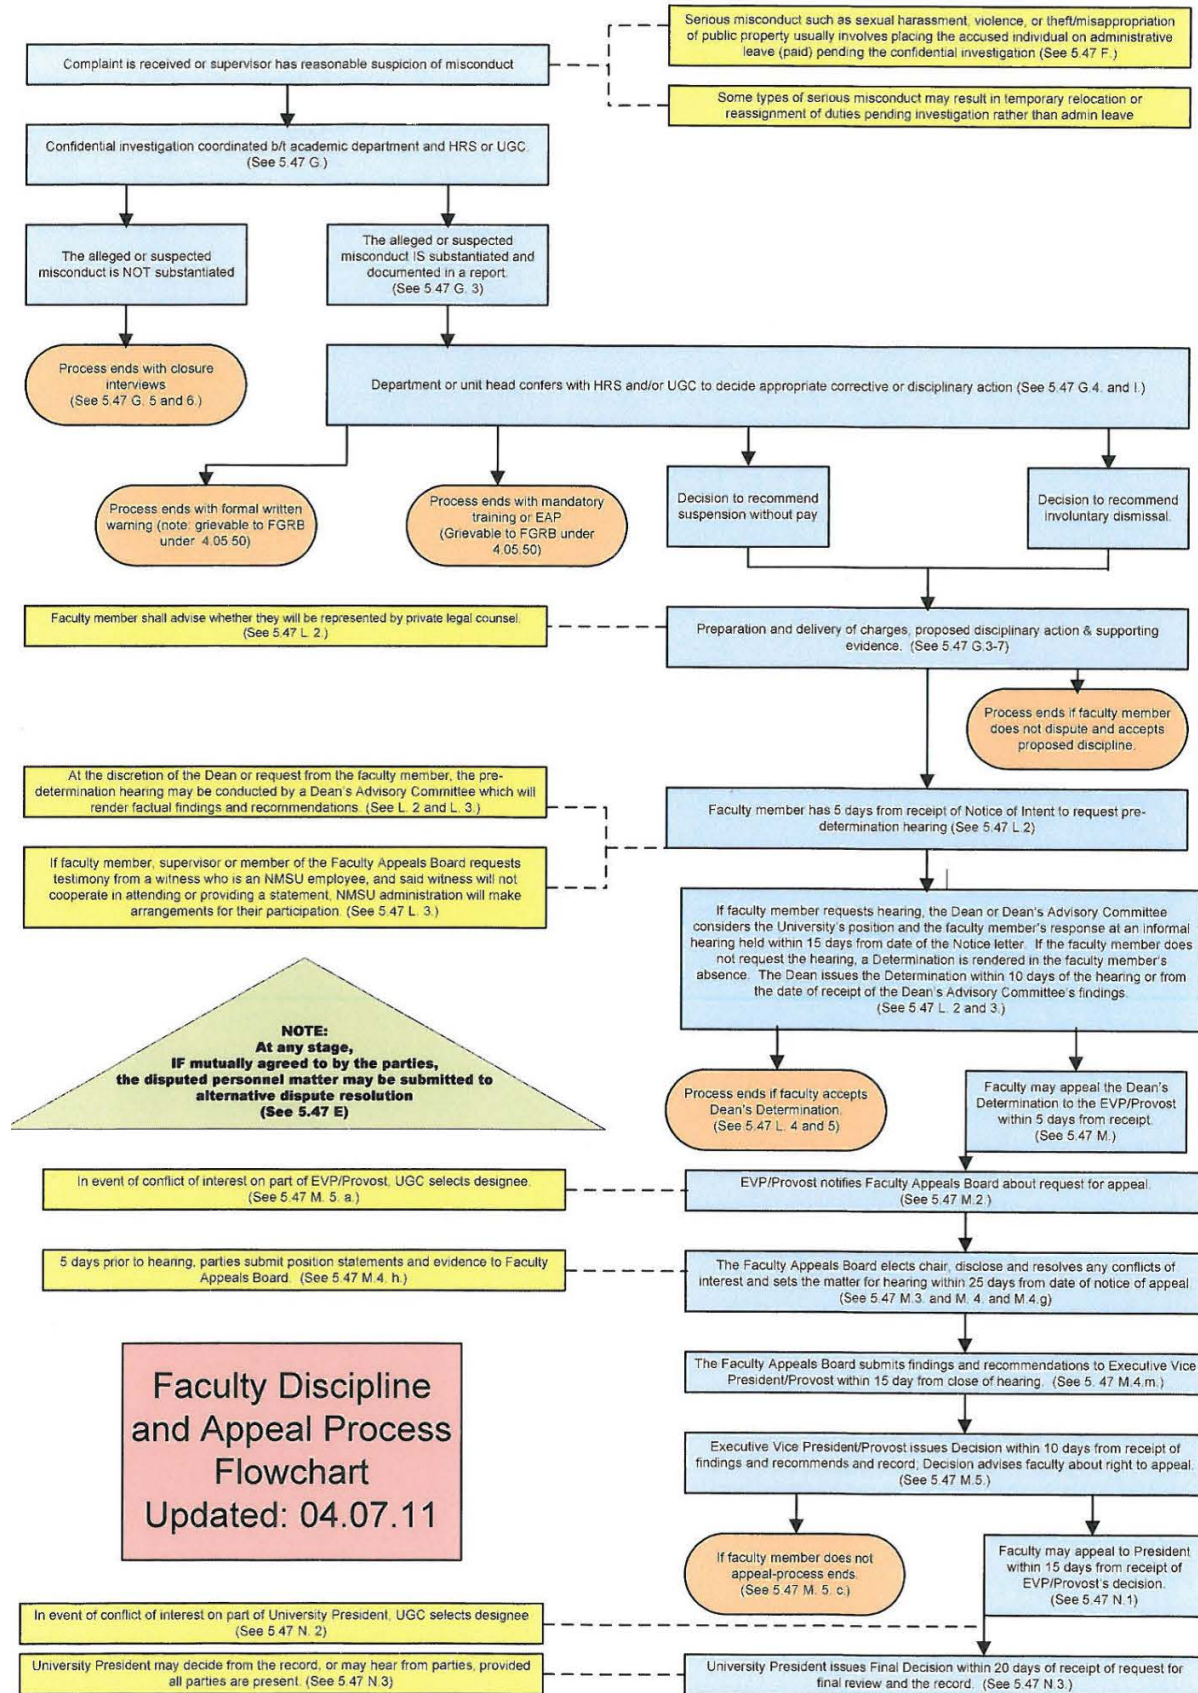 Serious misconduct such as sexual harassment, violence, or theft/misappropriation
of public property usually involves placing the accused individual on administrative
leave (paid) pending the confidential investigation (See 5.47 F.)
Complaint is received or supervisor has reasonable suspicion of misconduct
Some types of serious misconduct may result in temporary relocation or
reassignment of duties pending investigation rather than admin leave
Confidential investigation coordinated b/t academic department and HRS or UGC.
(See 5.47 G.)
The alleged or suspected
misconduct is NOT substantiated
The alleged or suspected
misconduct IS substantiated and
documented in a report.
(See 5.47 G. 3)
Process ends with closure
interviews
(See 5.47 G. 5 and 6.)
Department or unit head confers with HRS and/or UGC to decide appropriate corrective or disciplinary action (See 5.47 G.4. and I.)
Process ends with formal written
warning (note: grievable to FGRB
under 4.05.50)
Process ends with mandatory
training or EAP
(Grievable to FGRB under
4.05.50)
Decision to recommend
suspension without pay
Decision to recommend
involuntary dismissal.
Faculty member shall advise whether they will be represented by private legal counsel.
(See 5.47 L. 2.)
Preparation and delivery of charges, proposed disciplinary action & supporting
evidence. (See 5.47 G.3-7)
Process ends if faculty member
does not dispute and accepts
proposed discipline.
At the discretion of the Dean or request from the faculty member, the pre-
determination hearing may be conducted by a Dean's Advisory Committee which will
render factual findings and recommendations. (See L. 2 and L. 3.)
Faculty member has 5 days from receipt of Notice of Intent to request pre-
determination hearing (See 5.47 L.2)
If faculty member, supervisor or member of the Faculty Appeals Board requests
testimony from a witness who is an NMSU employee, and said witness will not
cooperate in attending or providing a statement, NMSU administration will make
arrangements for their participation. (See 5.47 L. 3.)
If faculty member requests hearing, the Dean or Dean's Advisory Committee
considers the University's position and the faculty member's response at an informal
hearing held within 15 days from date of the Notice letter. If the faculty member does
not request the hearing, a Determination is rendered in the faculty member's
absence. The Dean issues the Determination within 10 days of the hearing or from
the date of receipt of the Dean's Advisory Committee's findings.
(See 5.47 L. 2 and 3.)
NOTE:
At any stage,
IF mutually agreed to by the parties,
the disputed personnel matter may be submitted to
alternative dispute resolution
(See 5.47 E)
Process ends if faculty accepts
Dean's Determination.
(See 5.47 L. 4 and 5)
Faculty may appeal the Dean's
Determination to the EVP/Provost
within 5 days from receipt.
(See 5.47 M.)
In event of conflict of interest on part of EVP/Provost, UGC selects designee.
(See 5.47 M. 5. a.)
EVP/Provost notifies Faculty Appeals Board about request for appeal.
(See 5.47 M.2.)
5 days prior to hearing, parties submit position statements and evidence to Faculty
Appeals Board. (See 5.47 M.4. h.)
The Faculty Appeals Board elects chair, disclose and resolves any conflicts of
interest and sets the matter for hearing within 25 days from date of notice of appeal.
(See 5.47 M.3. and M. 4. and M.4.g)
The Faculty Appeals Board submits findings and recommendations to Executive Vice
President/Provost within 15 day from close of hearing. (See 5. 47 M.4.m.)
Faculty Discipline
and Appeal Process
Flowchart
Updated: 04.07.11
Executive Vice President/Provost issues Decision within 10 days from receipt of
findings and recommends and record; Decision advises faculty about right to appeal.
(See 5.47 M.5.)
If faculty member does not
appeal-process ends.
(See 5.47 M. 5. c.)
Faculty may appeal to President
within 15 days from receipt of
EVP/Provost's decision.
(See 5.47 N.1)
In event of conflict of interest on part of University President, UGC selects designee
(See 5.47 N. 2)
University President may decide from the record, or may hear from parties, provided
all parties are present. (See 5.47 N.3)
University President issues Final Decision within 20 days of receipt of request for
final review and the record. (See 5.47 N.3.)